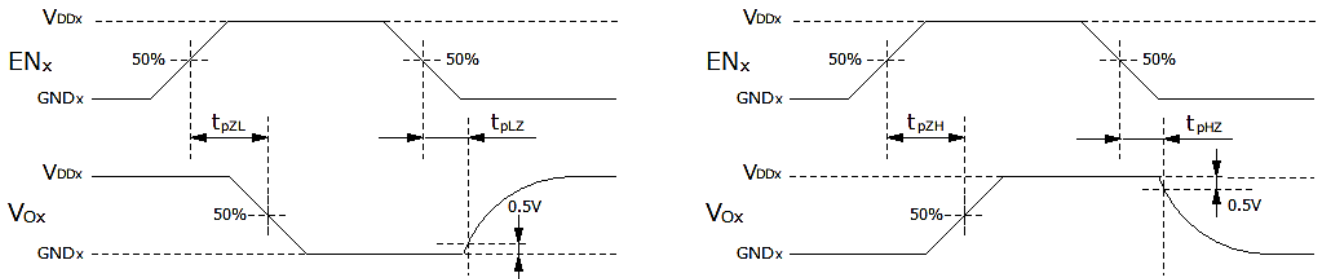 VDDx
ENx
50%
50%
GNDx
tpZL
tpLZ
VDDx
VOx
50%
0.5V
GNDx
VDDx
ENx
50%
50%
GNDx
tpZH
tpHZ
VDDx
VOx
50%
0.5V
GNDx